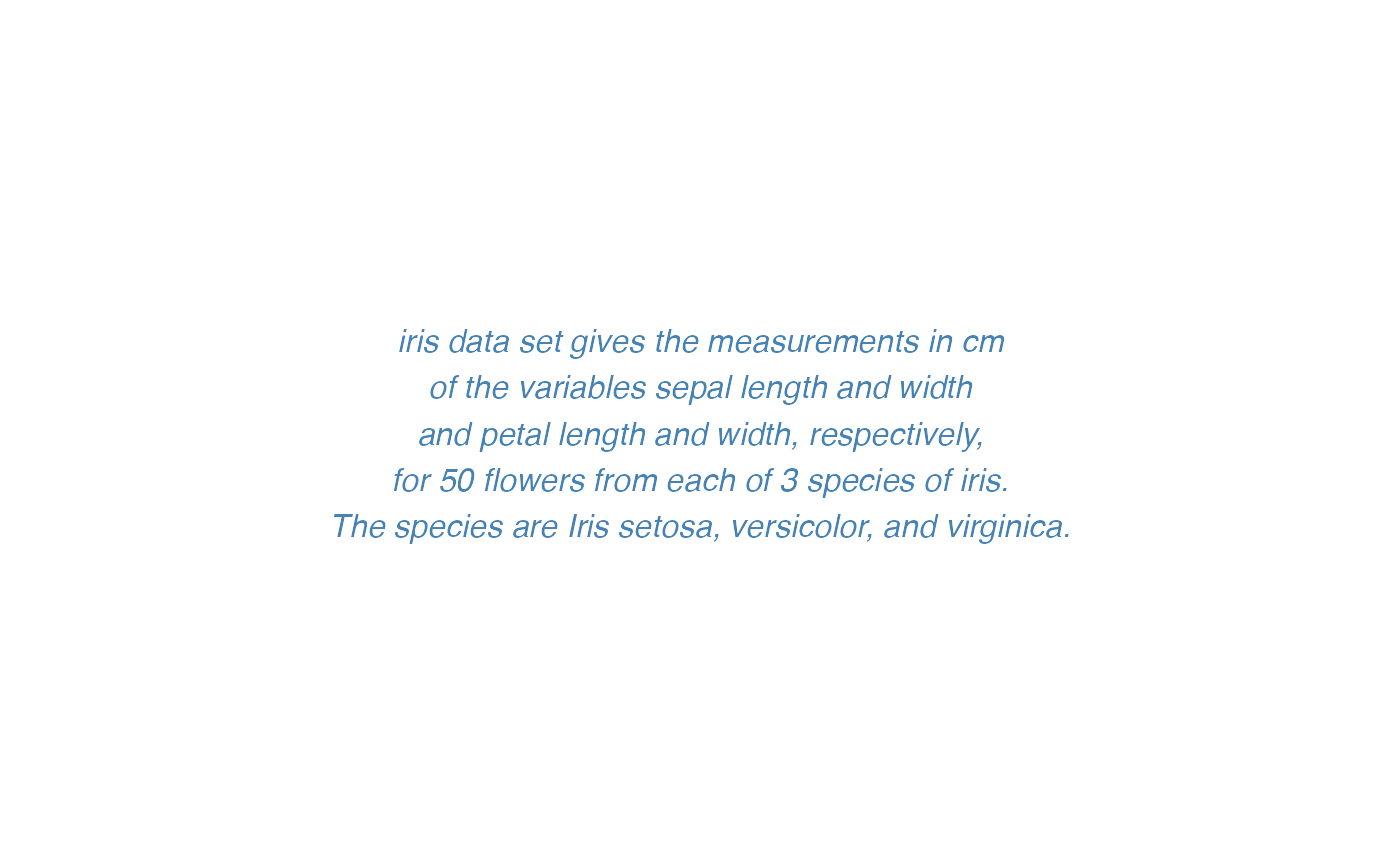 iris data set gives the measurements in cm
of the variables sepal length and width
and petal length and width, respectively,
for 50 flowers from each of 3 species of iris.
The species are Iris setosa, versicolor, and virginica.